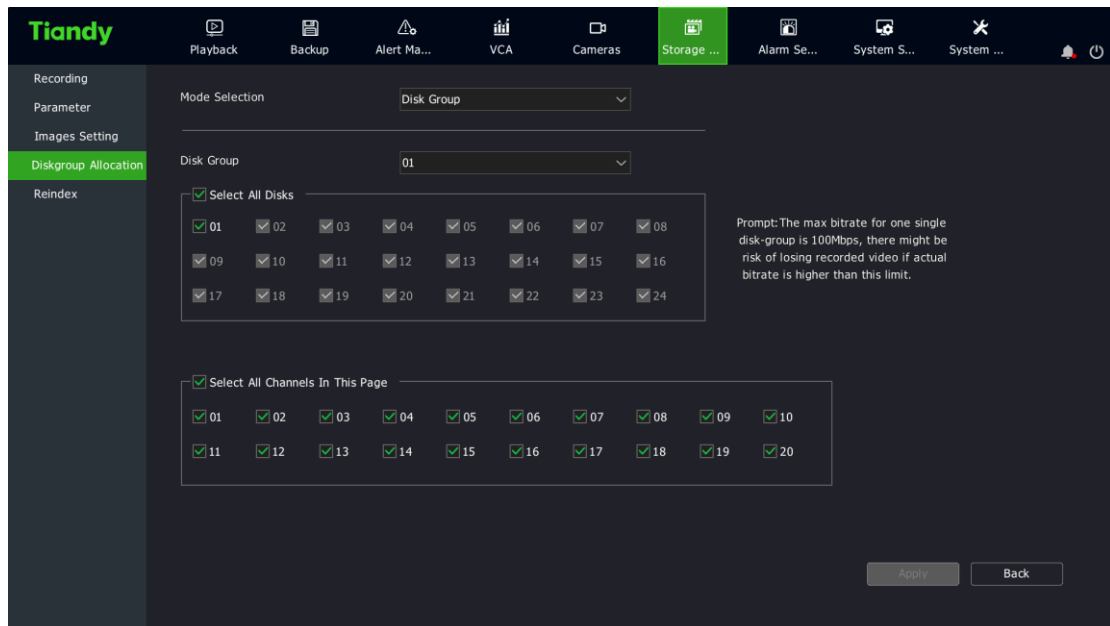 Tiandy
Playback Backup Alert Ma... VCA Cameras Storage ... Alarm Se... System S... System ...
Recording
Parameter
Images Setting
Diskgroup Allocation
Reindex
Mode Selection Disk Group
Disk Group 01
Select All Disks
01 02 03 04 05 06 07 08
09 10 11 12 13 14 15 16
17 18 19 20 21 22 23 24
Prompt:The max bitrate for one single
disk-group is 100Mbps, there might be
risk of losing recorded video if actual
bitrate is higher than this limit.
Select All Channels In This Page
01 02 03 04 05 06 07 08 09 10
11 12 13 14 15 16 17 18 19 20
Apply Back